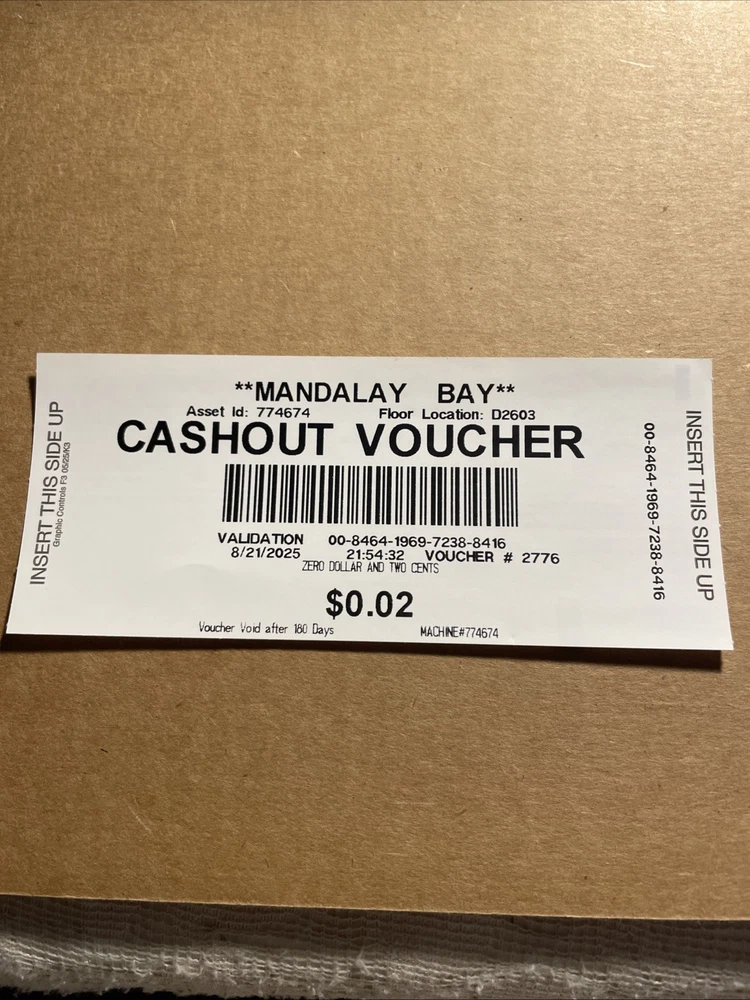 **MANDALAY BAY**
Asset Id: 774674 Floor Location: D2603
CASHOUT VOUCHER
VALIDATION 00-8464-1969-7238-8416
8/21/2025 21:54:32 VOUCHER # 2776
ZERO DOLLAR AND TWO CENTS
$0.02
Voucher Void after 180 Days MACHINE#774674
INSERT THIS SIDE UP
Graphic Controls F3 05/25/K3
00-8464-1969-7238-8416
INSERT THIS SIDE UP